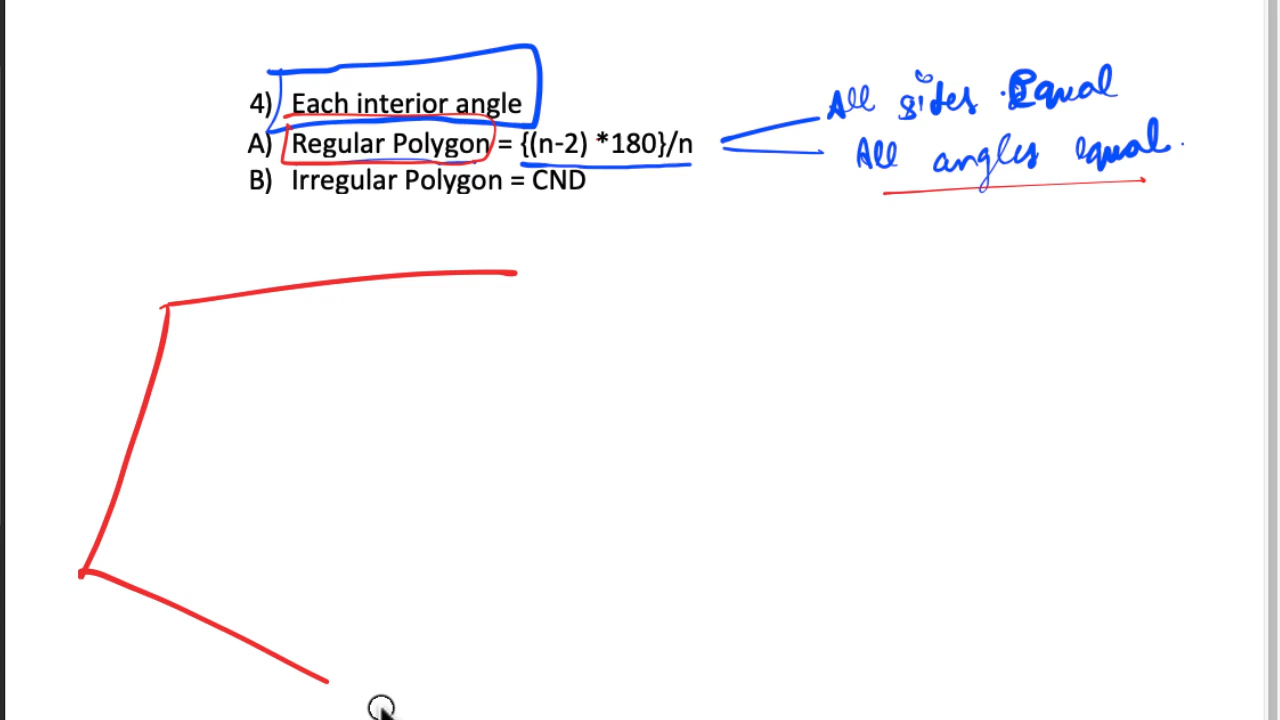 4) Each interior angle
A) Regular Polygon = {(n-2) *180}/n
B) Irregular Polygon = CND
All sides Equal
All angles equal.